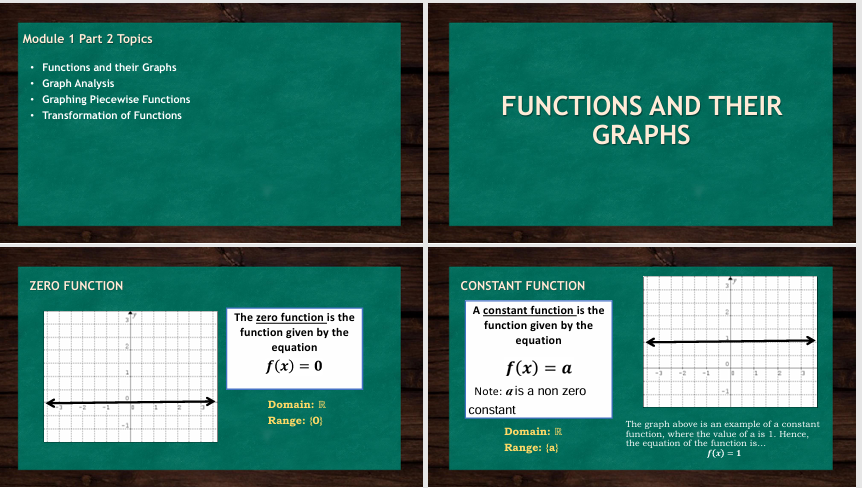 Module 1 Part 2 Topics
• Functions and their Graphs
• Graph Analysis
• Graphing Piecewise Functions
• Transformation of Functions
FUNCTIONS AND THEIR
GRAPHS
ZERO FUNCTION
y
3
2
1
0
-3 -2 -1 0 1 2 3
-1
The zero function is the
function given by the
equation
f(x) = 0
Domain: ℝ
Range: {0}
CONSTANT FUNCTION
A constant function is the
function given by the
equation
f(x) = a
Note: a is a non zero
constant
Domain: ℝ
Range: {a}
y
3
2
1
0
-3 -2 -1 0 1 2 3
-1
The graph above is an example of a constant
function, where the value of a is 1. Hence,
the equation of the function is...
f(x) = 1